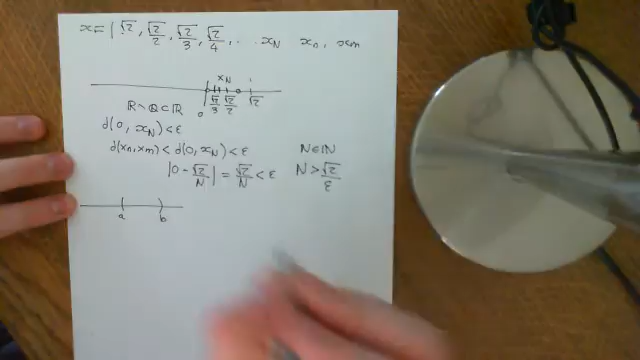 x = | √2, √2/2, √2/3, √2/4, ... x_N x_n, x_m
x_N
0 √2/3 √2/2 √2
ℝ \ ℚ ⊂ ℝ
d(0, x_N) < ε
d(x_n, x_m) < d(0, x_N) < ε N ∈ ℕ
|0 - √2/N| = √2/N < ε N > √2/ε
a b